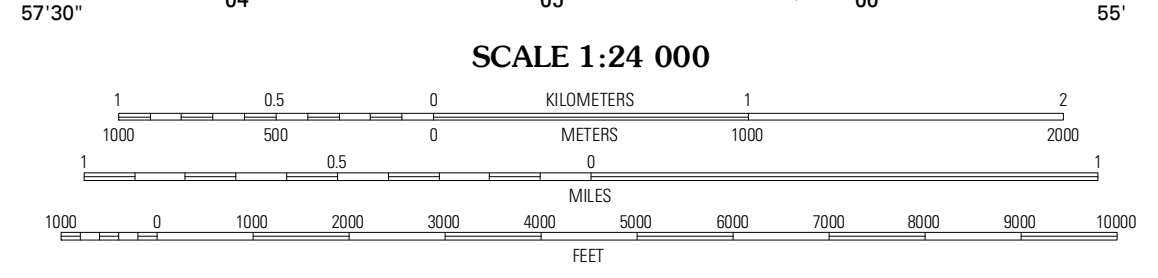 57'30" 55'
SCALE 1:24 000
1 0.5 0 KILOMETERS 1 2
1000 500 0 METERS 1000 2000
1 0.5 0 1
MILES
1000 0 1000 2000 3000 4000 5000 6000 7000 8000 9000 10000
FEET